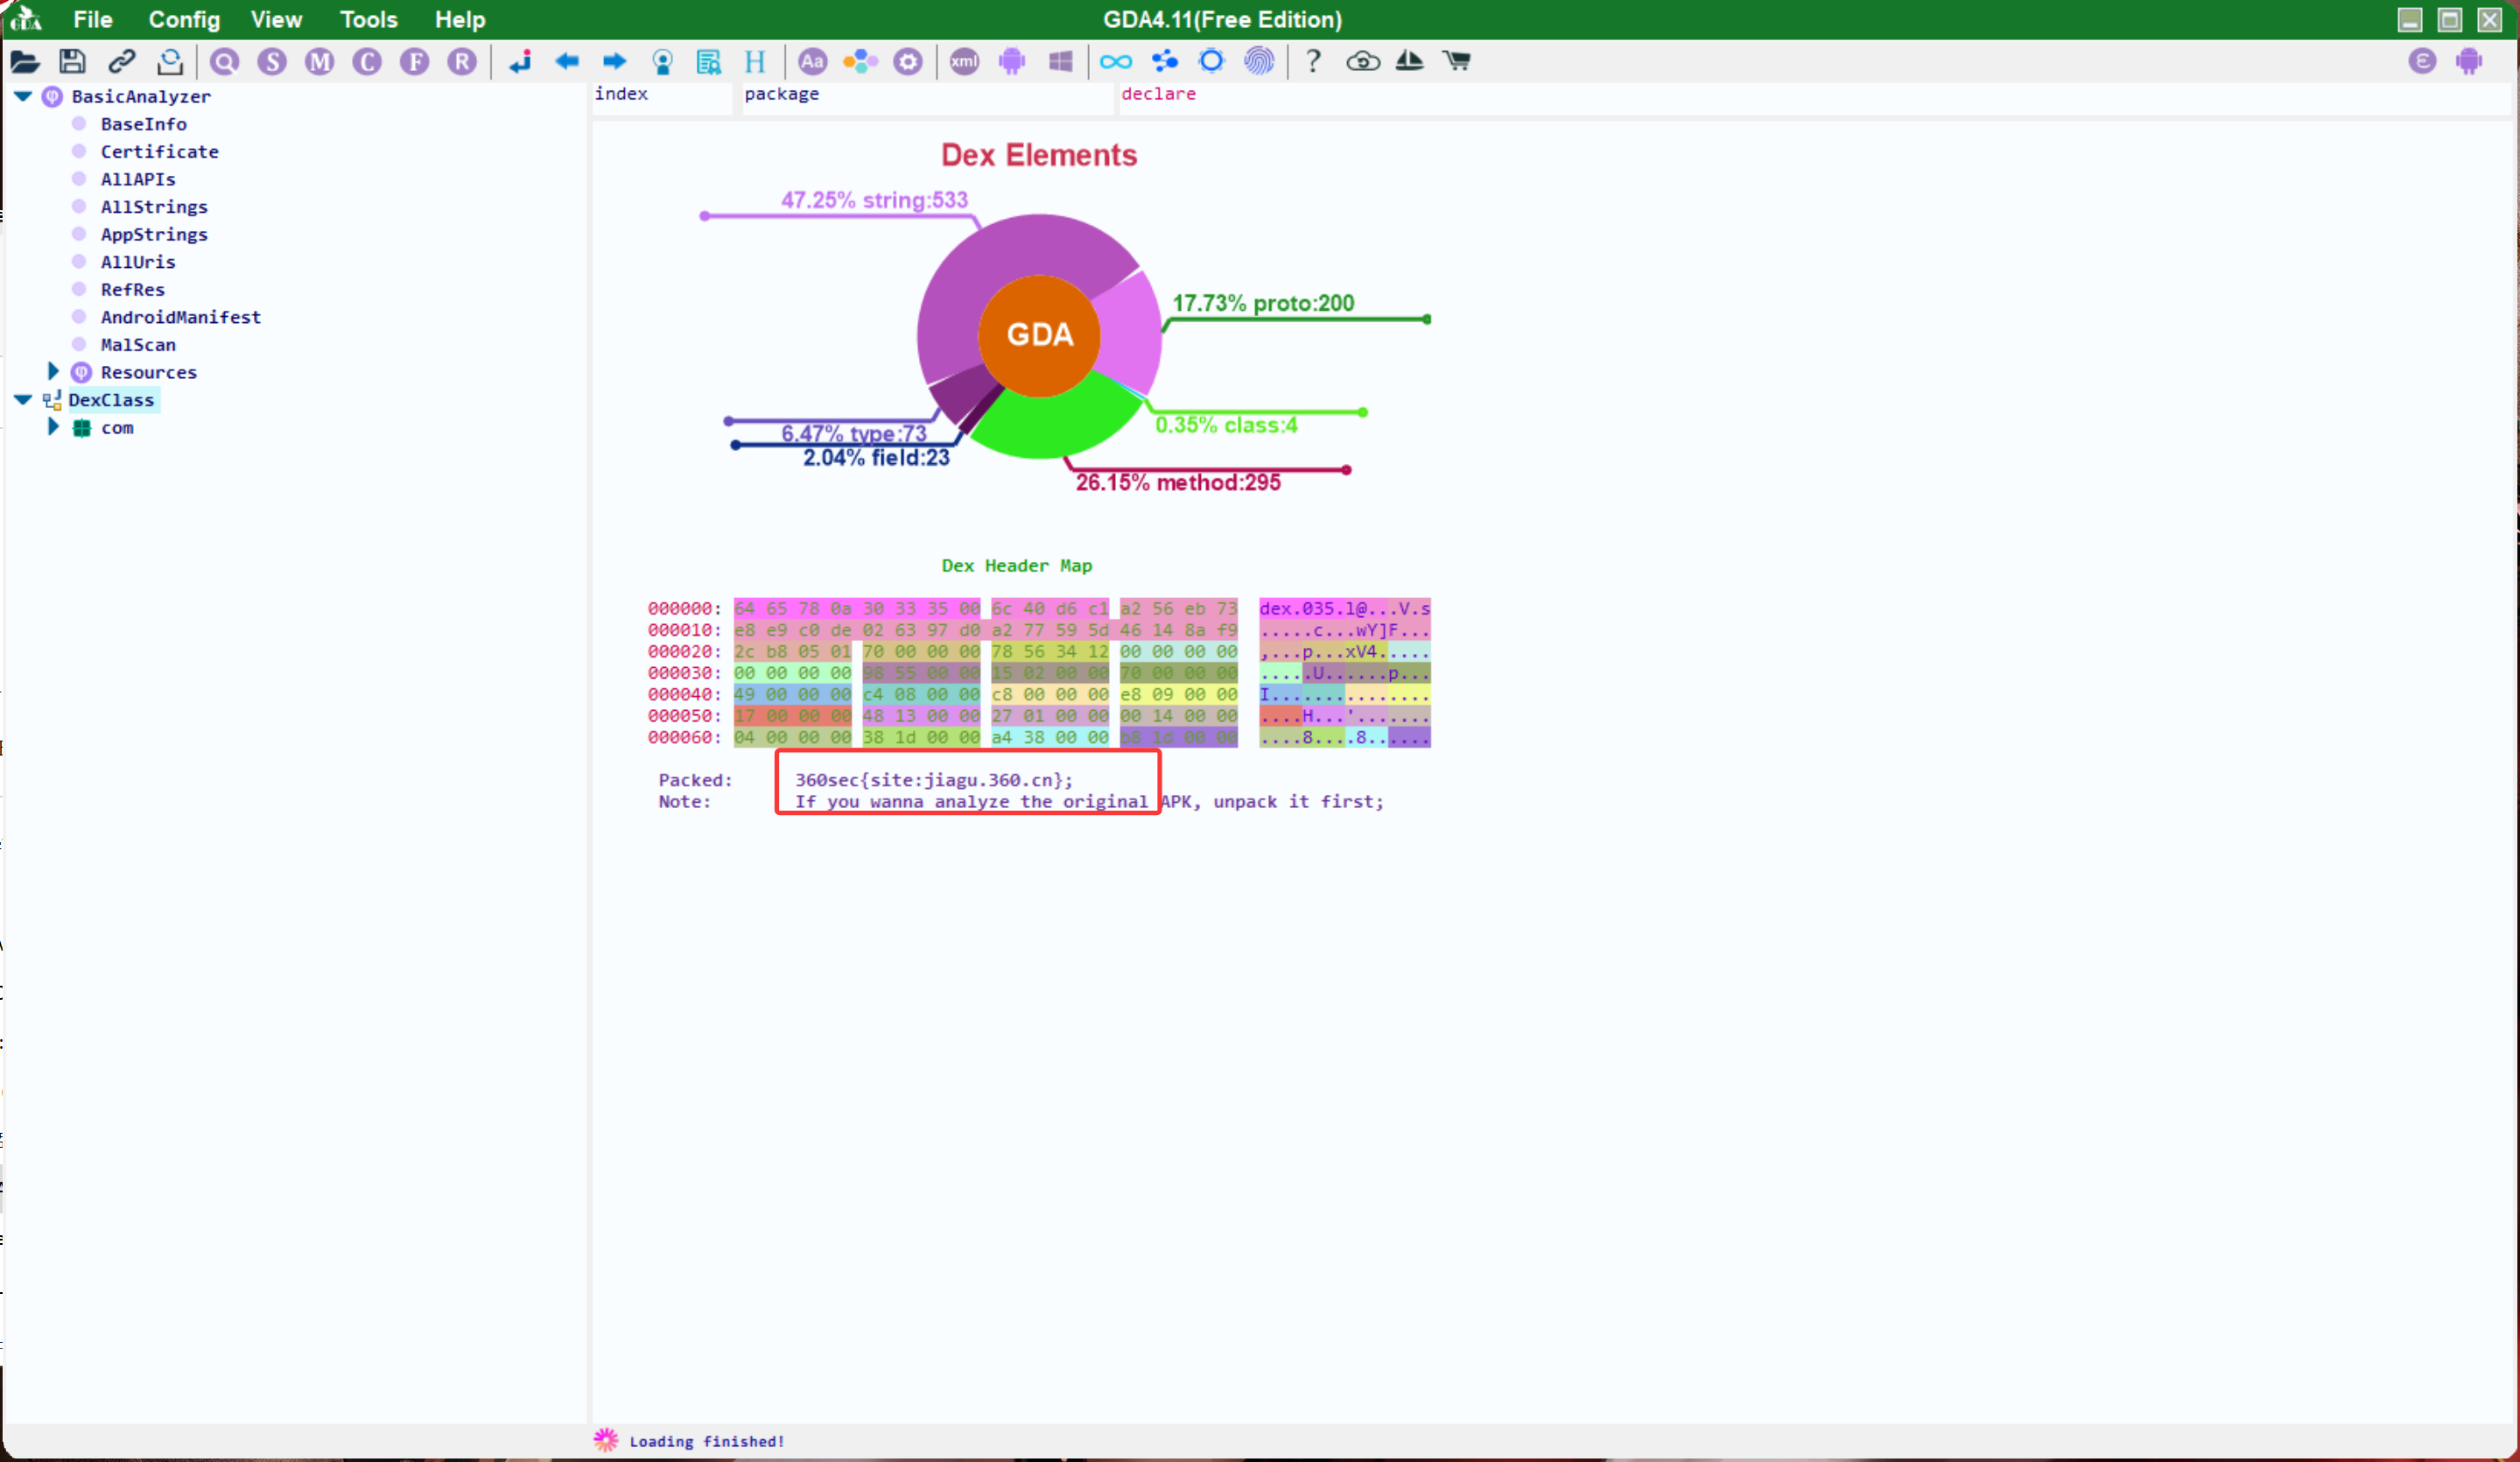 GDA File Config View Tools Help GDA4.11(Free Edition)
Q S M C F R H Aa xml ?
BasicAnalyzer
BaseInfo
Certificate
AllAPIs
AllStrings
AppStrings
AllUris
RefRes
AndroidManifest
MalScan
Resources
DexClass
com
index package declare
Dex Elements
47.25% string:533
17.73% proto:200
GDA
0.35% class:4
6.47% type:73
2.04% field:23
26.15% method:295
Dex Header Map
000000: 64 65 78 0a 30 33 35 00 6c 40 d6 c1 a2 56 eb 73 dex.035.l@...V.s
000010: e8 e9 c0 de 02 63 97 d0 a2 77 59 5d 46 14 8a f9 .....c...wY]F...
000020: 2c b8 05 01 70 00 00 00 78 56 34 12 00 00 00 00 ,...p...xV4.....
000030: 00 00 00 00 98 55 00 00 15 02 00 00 70 00 00 00 .....U......p...
000040: 49 00 00 00 c4 08 00 00 c8 00 00 00 e8 09 00 00 I...............
000050: 17 00 00 00 48 13 00 00 27 01 00 00 00 14 00 00 ....H...'.......
000060: 04 00 00 00 38 1d 00 00 a4 38 00 00 b8 1d 00 00 ....8....8......
Packed: 360sec{site:jiagu.360.cn};
Note: If you wanna analyze the original APK, unpack it first;
Loading finished!